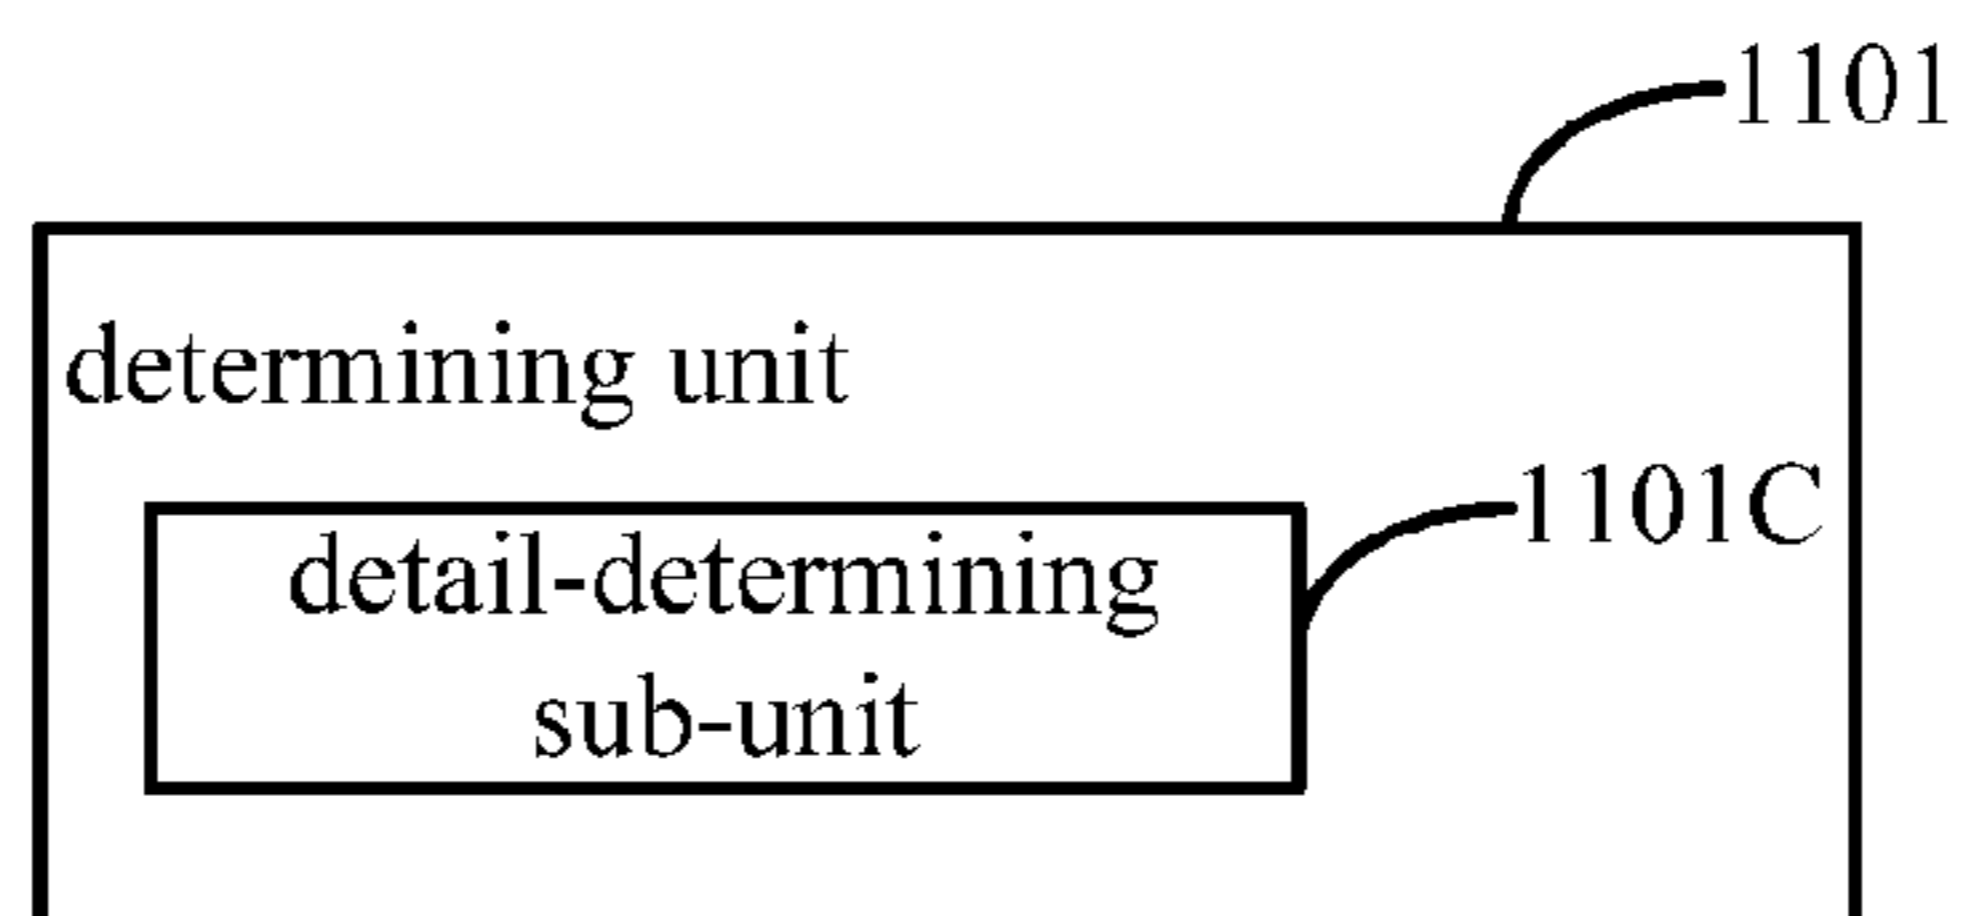 1101
determining unit
1101C
detail-determining
sub-unit